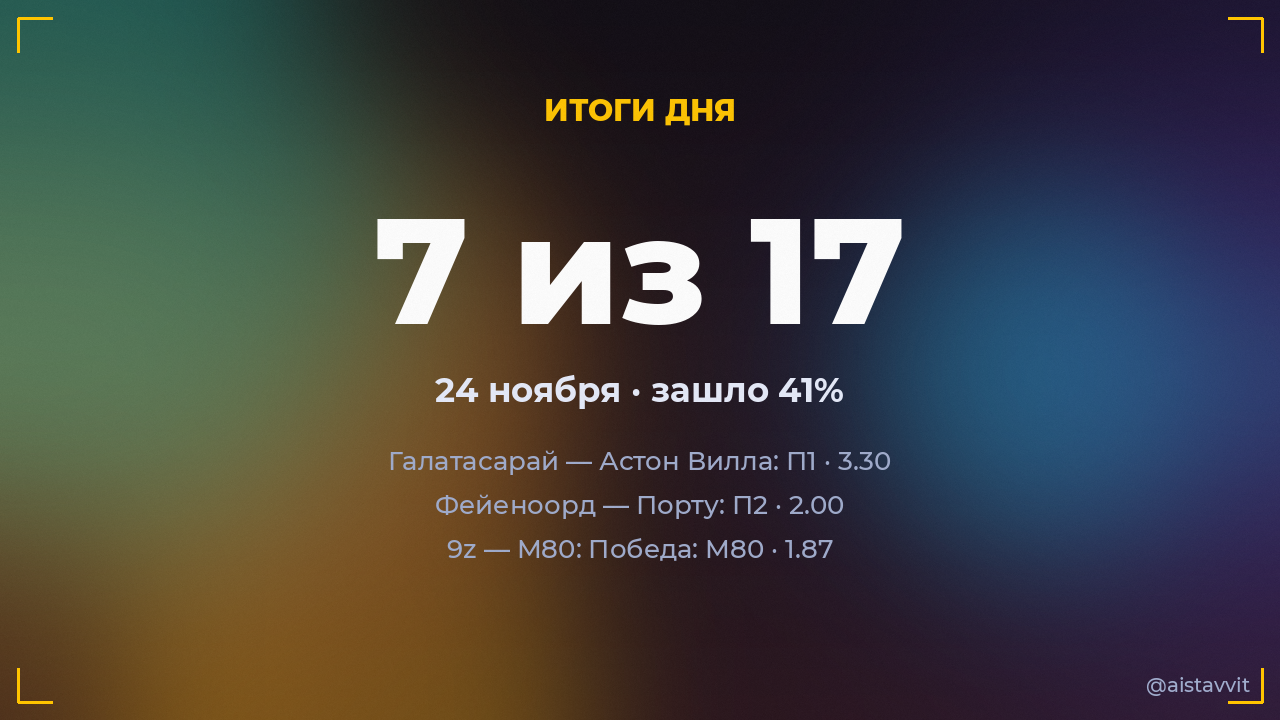 ИТОГИ ДНЯ
7 из 17
24 ноября · зашло 41%
Галатасарай — Астон Вилла: П1 · 3.30
Фейеноорд — Порту: П2 · 2.00
9z — M80: Победа: M80 · 1.87
@aistavvit